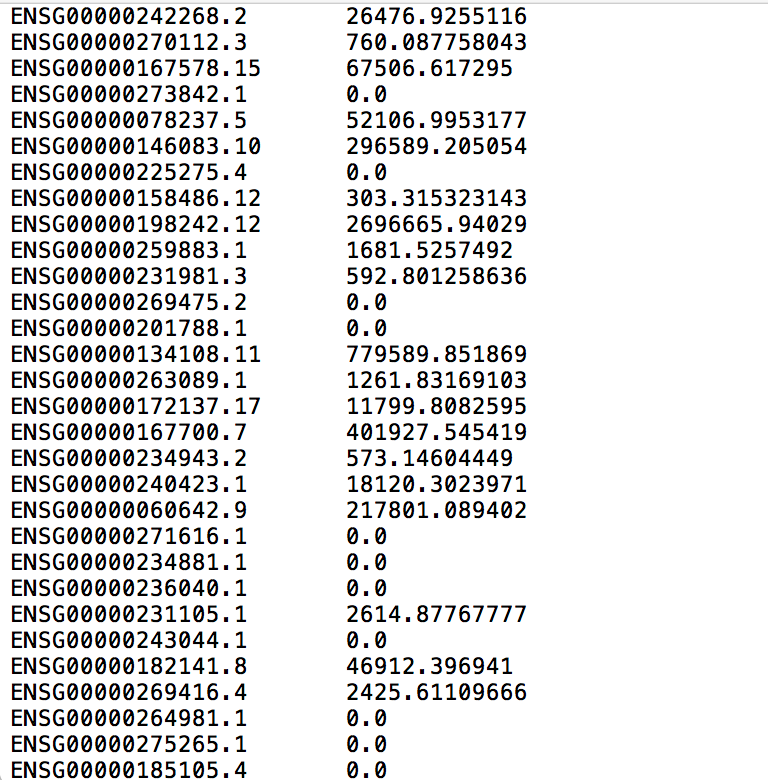 ENSG00000242268.2 26476.9255116
ENSG00000270112.3 760.087758043
ENSG00000167578.15 67506.617295
ENSG00000273842.1 0.0
ENSG00000078237.5 52106.9953177
ENSG00000146083.10 296589.205054
ENSG00000225275.4 0.0
ENSG00000158486.12 303.315323143
ENSG00000198242.12 2696665.94029
ENSG00000259883.1 1681.5257492
ENSG00000231981.3 592.801258636
ENSG00000269475.2 0.0
ENSG00000201788.1 0.0
ENSG00000134108.11 779589.851869
ENSG00000263089.1 1261.83169103
ENSG00000172137.17 11799.8082595
ENSG00000167700.7 401927.545419
ENSG00000234943.2 573.14604449
ENSG00000240423.1 18120.3023971
ENSG00000060642.9 217801.089402
ENSG00000271616.1 0.0
ENSG00000234881.1 0.0
ENSG00000236040.1 0.0
ENSG00000231105.1 2614.87767777
ENSG00000243044.1 0.0
ENSG00000182141.8 46912.396941
ENSG00000269416.4 2425.61109666
ENSG00000264981.1 0.0
ENSG00000275265.1 0.0
ENSG00000185105.4 0.0